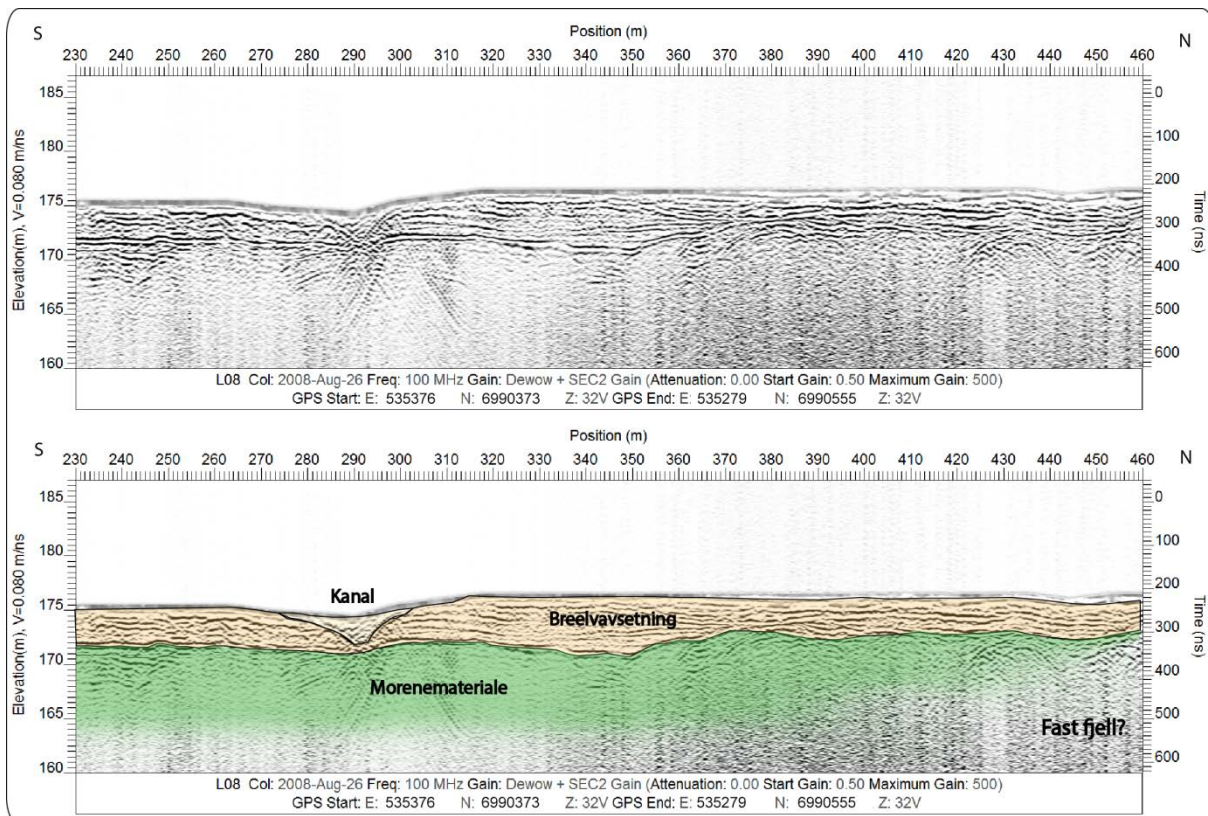 Position (m)
S
N
230 240 250 260 270 280 290 300 310 320 330 340 350 360 370 380 390 400 410 420 430 440 450 460
Elevation(m), V=0.080 m/ns
185
180
175
170
165
160
0
100
200
300
400
500
600
Time (ns)
L08 Col: 2008-Aug-26 Freq: 100 MHz Gain: Dewow + SEC2 Gain (Attenuation: 0.00 Start Gain: 0.50 Maximum Gain: 500)
GPS Start: E: 535376 N: 6990373 Z: 32V GPS End: E: 535279 N: 6990555 Z: 32V
Position (m)
S
N
230 240 250 260 270 280 290 300 310 320 330 340 350 360 370 380 390 400 410 420 430 440 450 460
Elevation(m), V=0.080 m/ns
185
180
175
170
165
160
0
100
200
300
400
500
600
Time (ns)
Kanal
Breelvavsetning
Morenemateriale
Fast fjell?
L08 Col: 2008-Aug-26 Freq: 100 MHz Gain: Dewow + SEC2 Gain (Attenuation: 0.00 Start Gain: 0.50 Maximum Gain: 500)
GPS Start: E: 535376 N: 6990373 Z: 32V GPS End: E: 535279 N: 6990555 Z: 32V